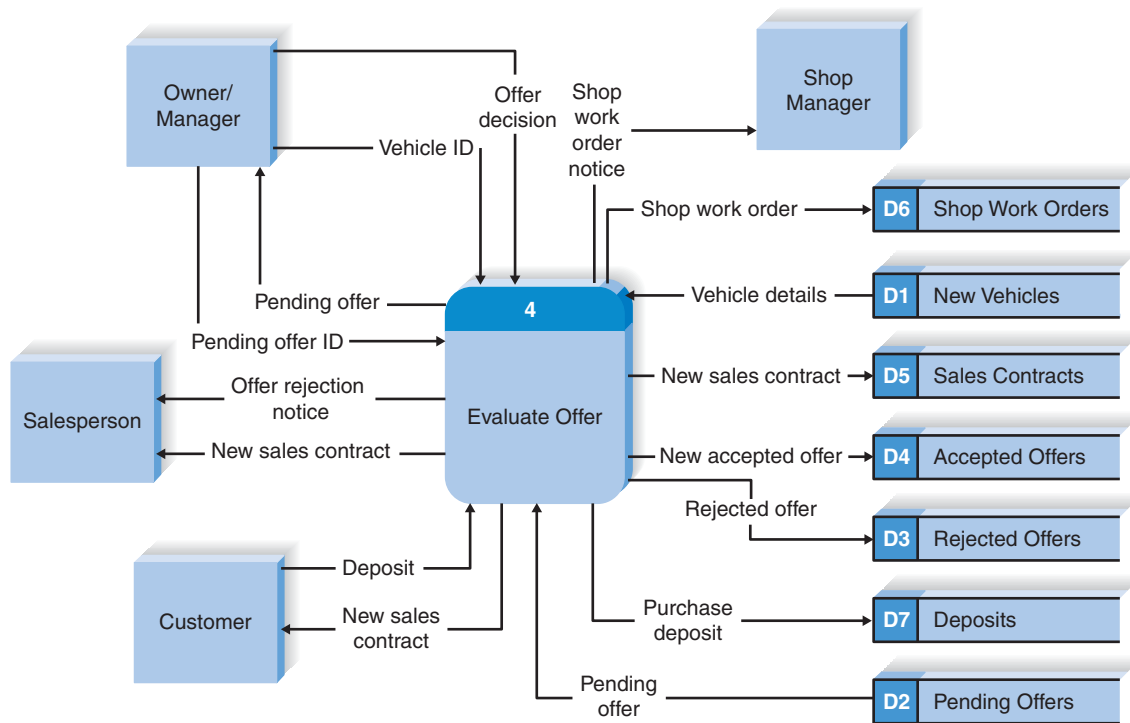 Owner/
Manager
Offer
decision
Shop
work
order
notice
Shop
Manager
Vehicle ID
Shop work order
D6 Shop Work Orders
Vehicle details
D1 New Vehicles
Pending offer
4
Pending offer ID
New sales contract
D5 Sales Contracts
Salesperson
Offer rejection
notice
Evaluate Offer
New sales contract
New accepted offer
D4 Accepted Offers
Rejected offer
D3 Rejected Offers
Customer
Deposit
New sales
contract
Purchase
deposit
D7 Deposits
Pending
offer
D2 Pending Offers